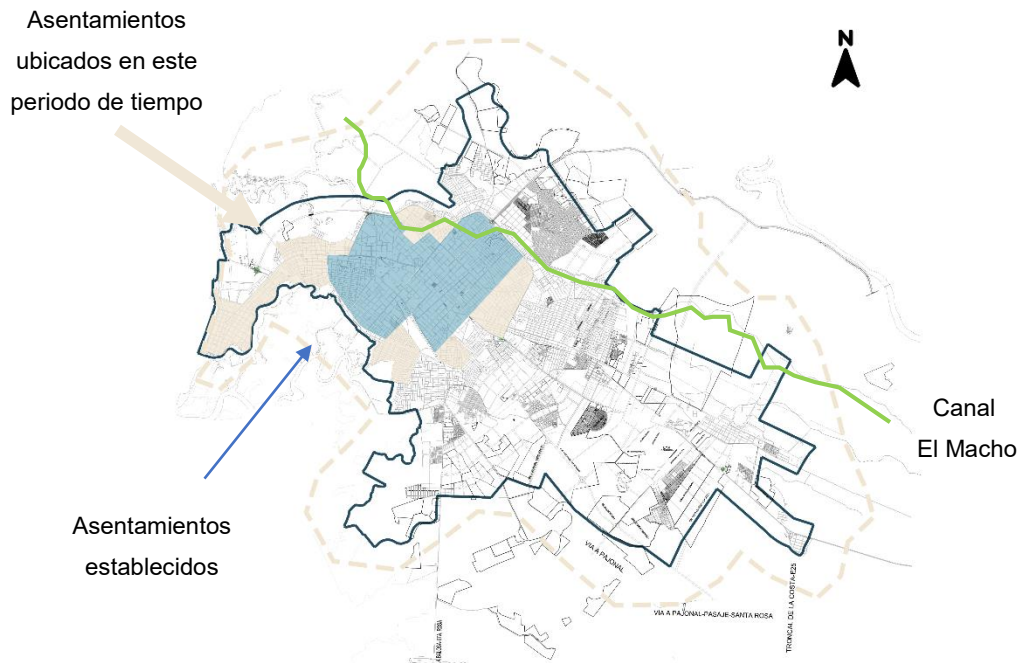 Asentamientos
ubicados en este
periodo de tiempo
N
Canal
El Macho
Asentamientos
establecidos
VIA A PAJONAL
VIA A PAJONAL-PASAJE-SANTA ROSA
TRONCAL DE LA COSTA-E25